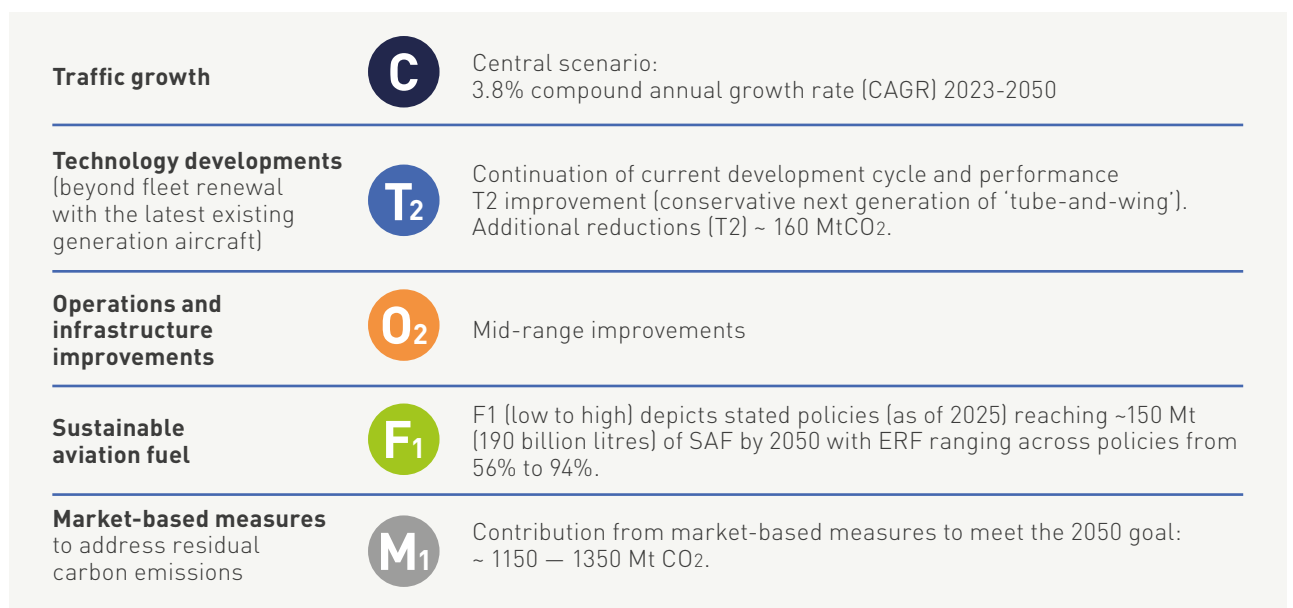 Traffic growth
C
Central scenario:
3.8% compound annual growth rate (CAGR) 2023-2050
Technology developments
(beyond fleet renewal
with the latest existing
generation aircraft)
T2
Continuation of current development cycle and performance
T2 improvement (conservative next generation of ‘tube-and-wing’).
Additional reductions (T2) ~ 160 MtCO2.
Operations and
infrastructure
improvements
O2
Mid-range improvements
Sustainable
aviation fuel
F1
F1 (low to high) depicts stated policies (as of 2025) reaching ~150 Mt
(190 billion litres) of SAF by 2050 with ERF ranging across policies from
56% to 94%.
Market-based measures
to address residual
carbon emissions
M1
Contribution from market-based measures to meet the 2050 goal:
~ 1150 — 1350 Mt CO2.